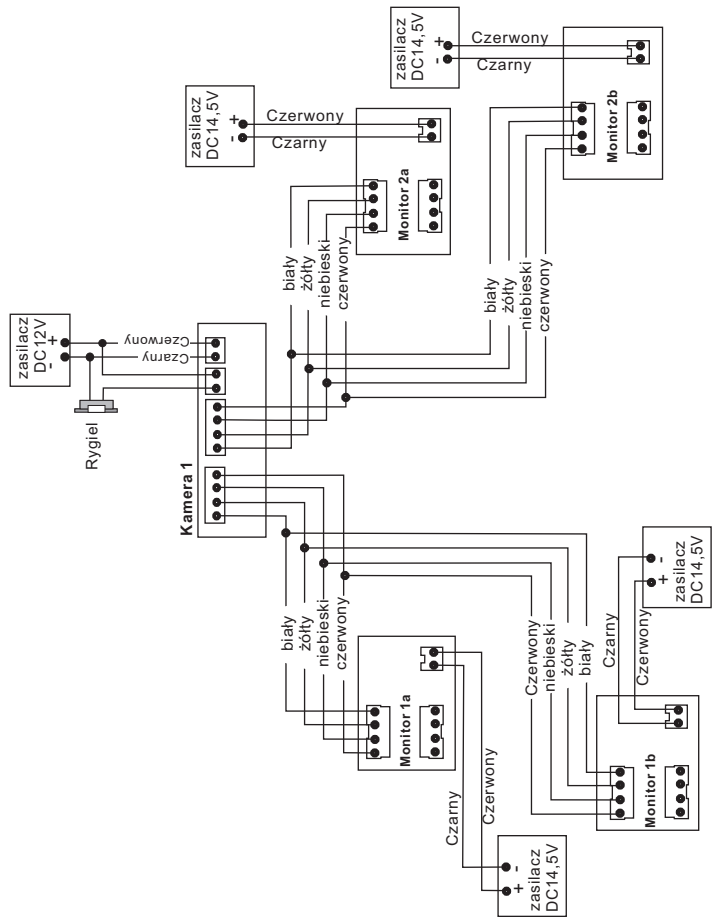 zasilacz
DC14,5V
- +
Czerwony
Czarny
Monitor 2b
zasilacz
DC14,5V
- +
Czerwony
Czarny
Monitor 2a
biały
żółty
niebieski
czerwony
biały
żółty
niebieski
czerwony
zasilacz
DC12V
- +
Czerwony
Czarny
Rygiel
Kamera 1
biały
żółty
niebieski
czerwony
Monitor 1a
Czarny
Czerwony
zasilacz
DC14,5V
+ -
Czerwony
niebieski
żółty
biały
Monitor 1b
Czarny
Czerwony
zasilacz
DC14,5V
+ -